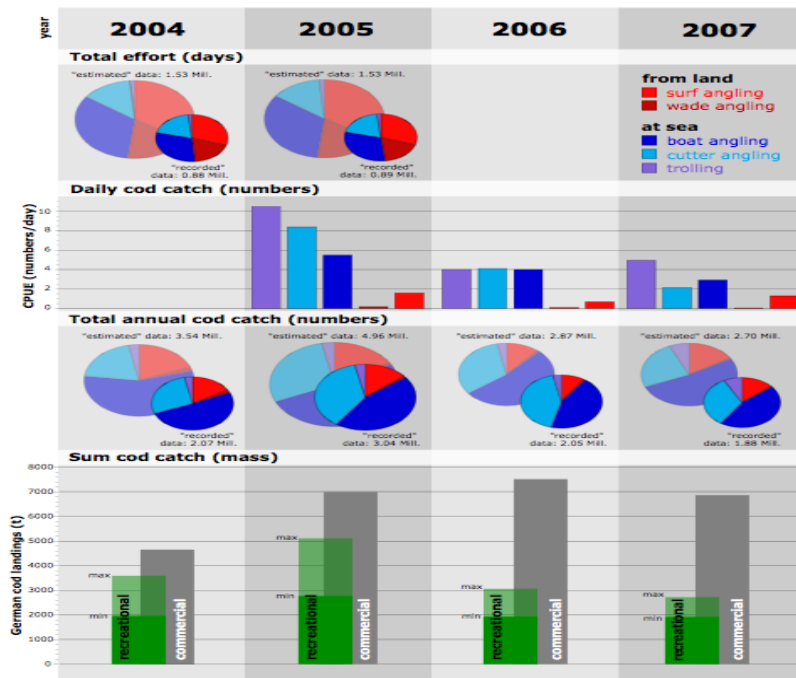 year 2004 2005 2006 2007
Total effort (days)
"estimated" data: 1.53 Mill.
"recorded"
data: 0.88 Mill.
"estimated" data: 1.53 Mill.
"recorded"
data: 0.89 Mill.
from land
surf angling
wade angling
at sea
boat angling
cutter angling
trolling
Daily cod catch (numbers)
CPUE (numbers/day)
10
8
6
4
2
0
Total annual cod catch (numbers)
"estimated" data: 3.54 Mill.
"recorded"
data: 2.07 Mill.
"estimated" data: 4.96 Mill.
"recorded"
data: 3.04 Mill.
"estimated" data: 2.87 Mill.
"recorded"
data: 2.05 Mill.
"estimated" data: 2.70 Mill.
"recorded"
data: 1.88 Mill.
Sum cod catch (mass)
German cod landings (t)
8000
7000
6000
5000
4000
3000
2000
1000
0
max
min
recreational
commercial
max
min
recreational
commercial
max
min
recreational
commercial
max
min
recreational
commercial